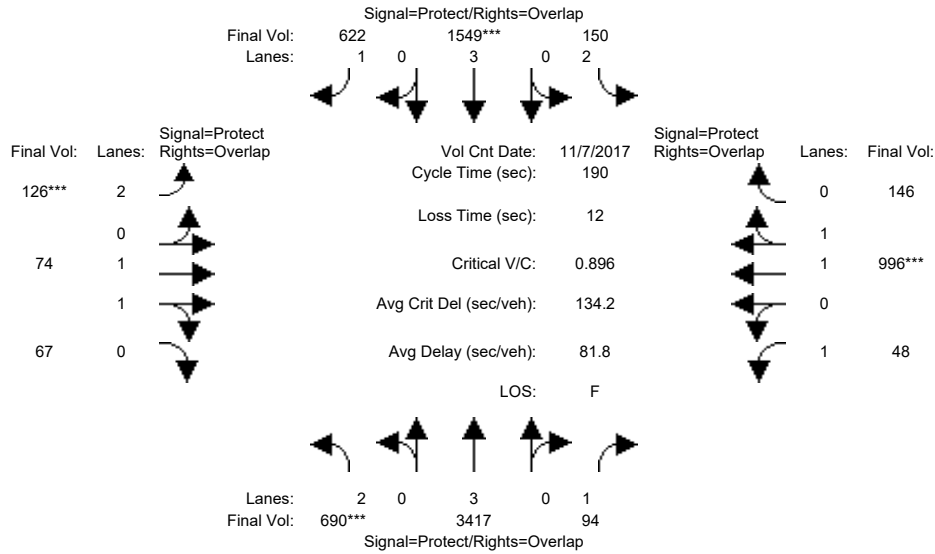 Signal=Protect/Rights=Overlap
Final Vol: 622 1549*** 150
Lanes: 1 0 3 0 2
Signal=Protect
Final Vol: Lanes: Rights=Overlap
Vol Cnt Date: 11/7/2017
Signal=Protect
Rights=Overlap Lanes: Final Vol:
Cycle Time (sec): 190
126*** 2
0 146
Loss Time (sec): 12
0
1
74 1
Critical V/C: 0.896
1 996***
1
Avg Crit Del (sec/veh): 134.2
0
67 0
Avg Delay (sec/veh): 81.8
1 48
LOS: F
Lanes: 2 0 3 0 1
Final Vol: 690*** 3417 94
Signal=Protect/Rights=Overlap